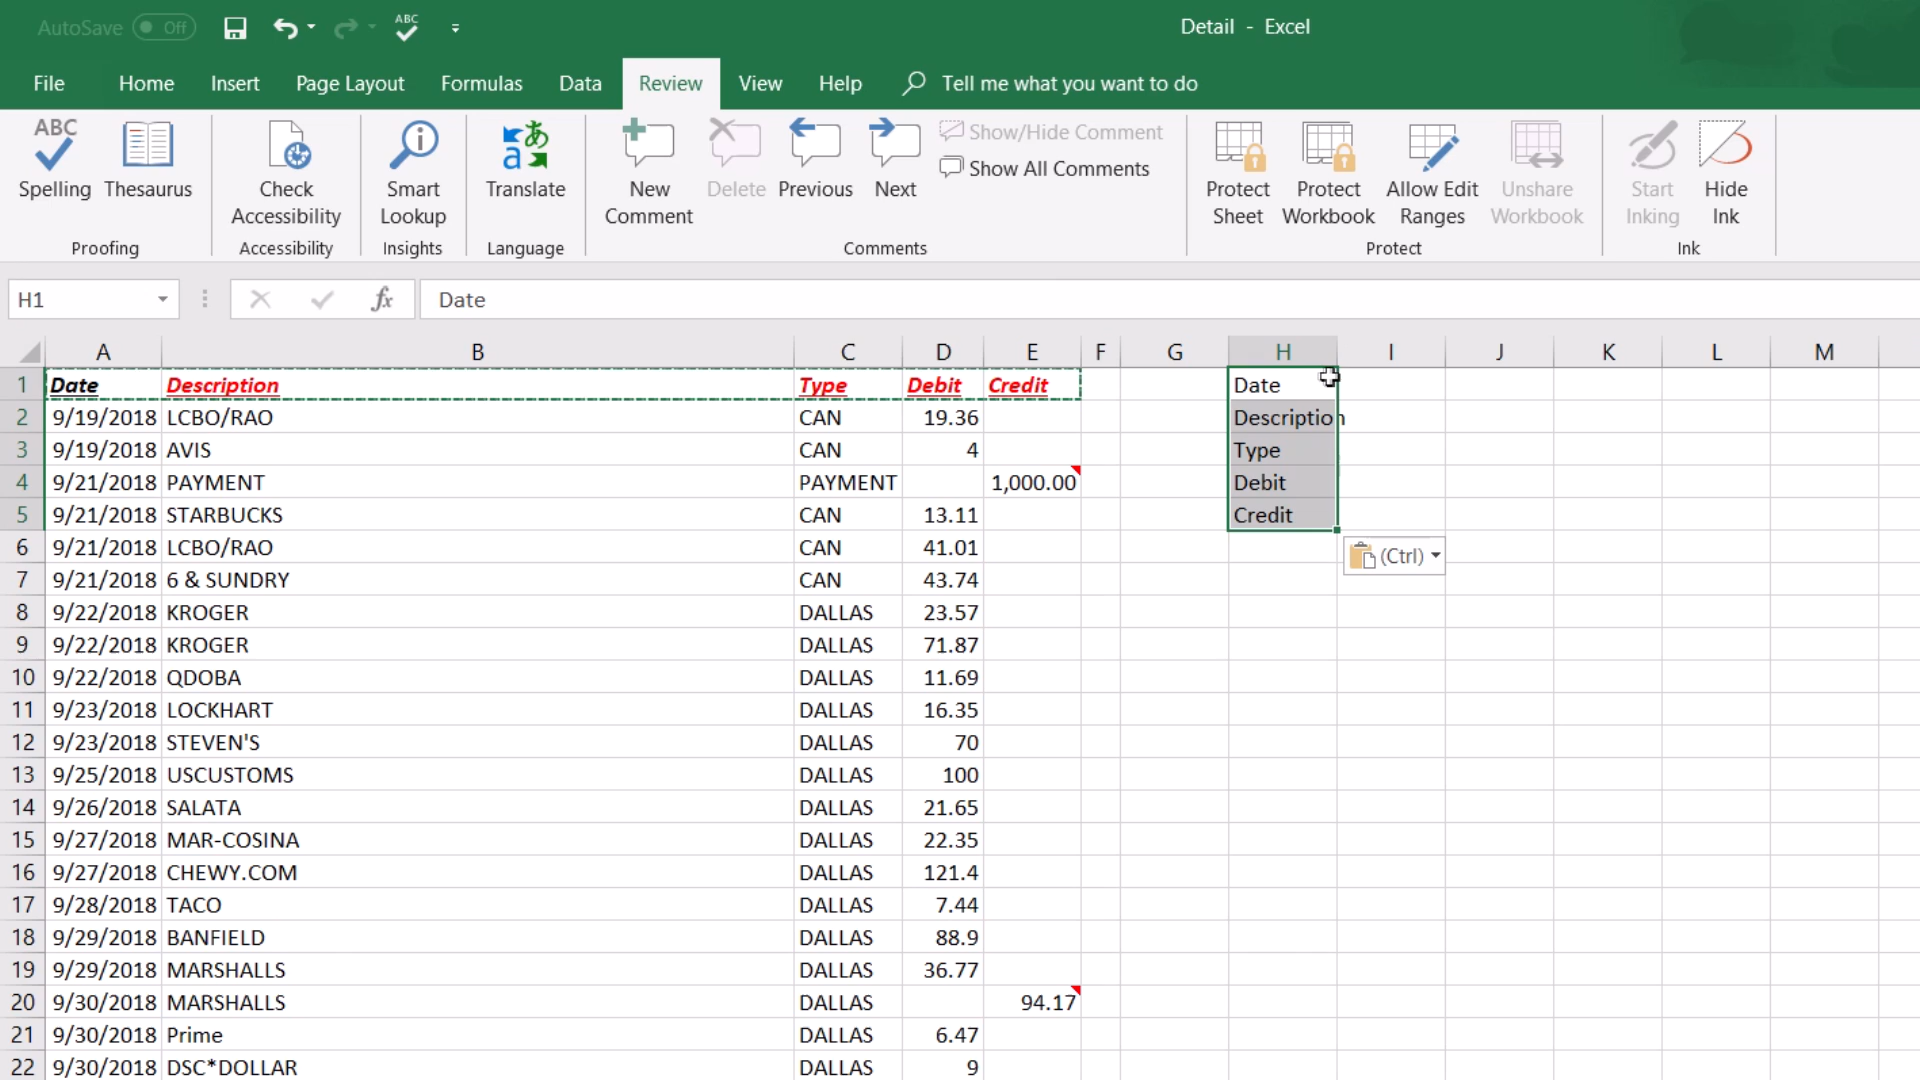 AutoSave Off ABC Detail - Excel
File Home Insert Page Layout Formulas Data Review View Help Tell me what you want to do
ABC Spelling Thesaurus Check Accessibility Smart Lookup あ a Translate New Comment Delete Previous Next Show/Hide Comment Show All Comments Protect Sheet Protect Workbook Allow Edit Ranges Unshare Workbook Start Inking Hide Ink
Proofing Accessibility Insights Language Comments Protect Ink
H1 fx Date
A B C D E F G H I J K L M
1 Date Description Type Debit Credit Date
2 9/19/2018 LCBO/RAO CAN 19.36 Description
3 9/19/2018 AVIS CAN 4 Type
4 9/21/2018 PAYMENT PAYMENT 1,000.00 Debit
5 9/21/2018 STARBUCKS CAN 13.11 Credit
6 9/21/2018 LCBO/RAO CAN 41.01 (Ctrl)
7 9/21/2018 6 & SUNDRY CAN 43.74
8 9/22/2018 KROGER DALLAS 23.57
9 9/22/2018 KROGER DALLAS 71.87
10 9/22/2018 QDOBA DALLAS 11.69
11 9/23/2018 LOCKHART DALLAS 16.35
12 9/23/2018 STEVEN'S DALLAS 70
13 9/25/2018 USCUSTOMS DALLAS 100
14 9/26/2018 SALATA DALLAS 21.65
15 9/27/2018 MAR-COSINA DALLAS 22.35
16 9/27/2018 CHEWY.COM DALLAS 121.4
17 9/28/2018 TACO DALLAS 7.44
18 9/29/2018 BANFIELD DALLAS 88.9
19 9/29/2018 MARSHALLS DALLAS 36.77
20 9/30/2018 MARSHALLS DALLAS 94.17
21 9/30/2018 Prime DALLAS 6.47
22 9/30/2018 DSC*DOLLAR DALLAS 9